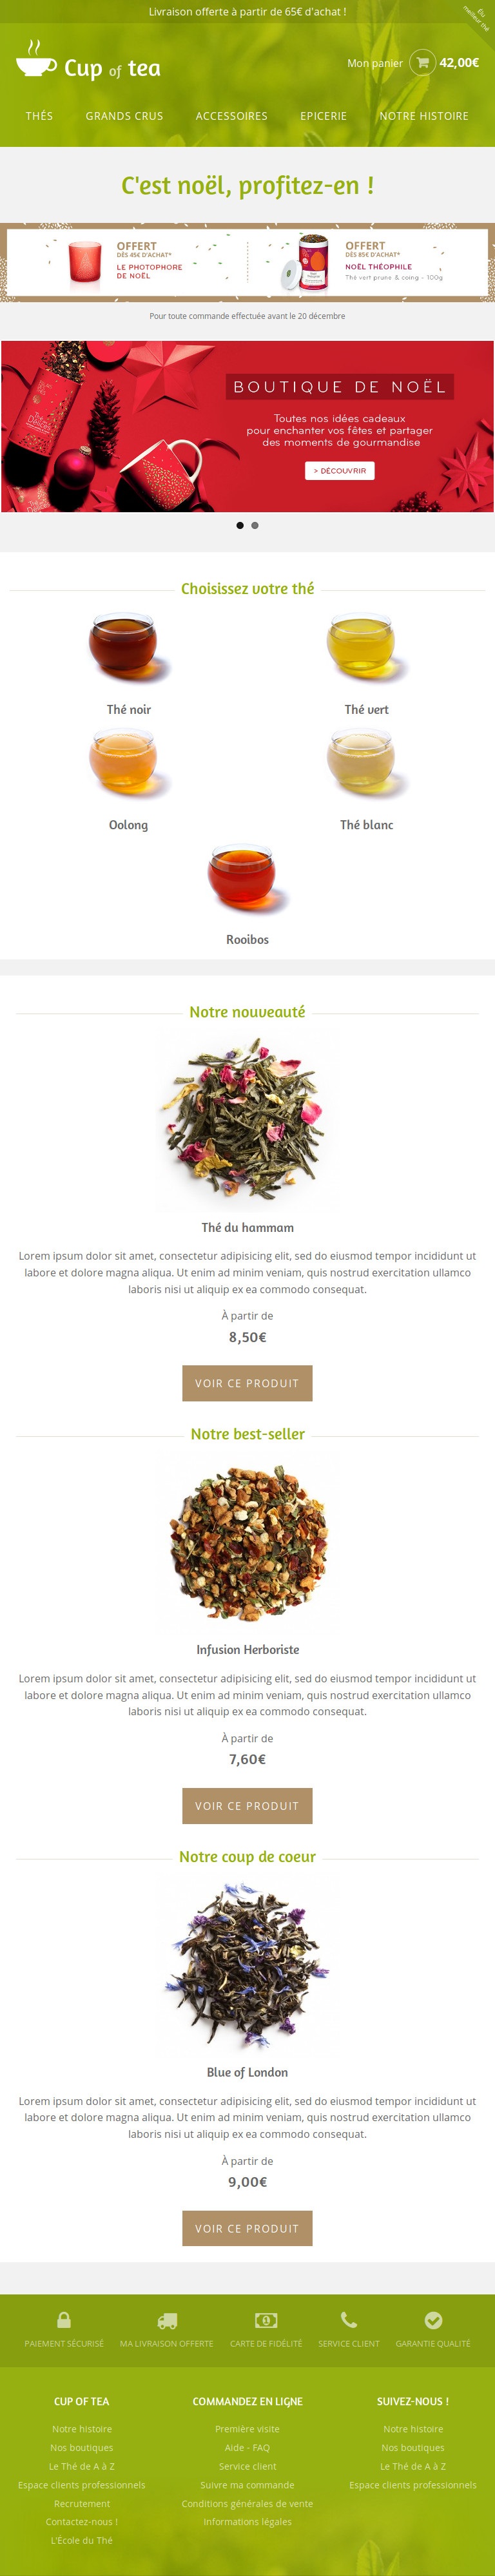 Livraison offerte à partir de 65€ d'achat !
Élu
meilleur thé
Cup of tea
Mon panier 42,00€
THÉS GRANDS CRUS ACCESSOIRES EPICERIE NOTRE HISTOIRE
C'est noël, profitez-en !
OFFERT
DÈS 45€ D'ACHAT*
LE PHOTOPHORE
DE NOËL
OFFERT
DÈS 85€ D'ACHAT*
NOËL THÉOPHILE
Thé vert prune & coing - 100g
Pour toute commande effectuée avant le 20 décembre
BOUTIQUE DE NOËL
Toutes nos idées cadeaux
pour enchanter vos fêtes et partager
des moments de gourmandise
> DÉCOUVRIR
Choisissez votre thé
Thé noir
Thé vert
Oolong
Thé blanc
Rooibos
Notre nouveauté
Thé du hammam
Lorem ipsum dolor sit amet, consectetur adipisicing elit, sed do eiusmod tempor incididunt ut
labore et dolore magna aliqua. Ut enim ad minim veniam, quis nostrud exercitation ullamco
laboris nisi ut aliquip ex ea commodo consequat.
À partir de
8,50€
VOIR CE PRODUIT
Notre best-seller
Infusion Herboriste
Lorem ipsum dolor sit amet, consectetur adipisicing elit, sed do eiusmod tempor incididunt ut
labore et dolore magna aliqua. Ut enim ad minim veniam, quis nostrud exercitation ullamco
laboris nisi ut aliquip ex ea commodo consequat.
À partir de
7,60€
VOIR CE PRODUIT
Notre coup de coeur
Blue of London
Lorem ipsum dolor sit amet, consectetur adipisicing elit, sed do eiusmod tempor incididunt ut
labore et dolore magna aliqua. Ut enim ad minim veniam, quis nostrud exercitation ullamco
laboris nisi ut aliquip ex ea commodo consequat.
À partir de
9,00€
VOIR CE PRODUIT
PAIEMENT SÉCURISÉ MA LIVRAISON OFFERTE CARTE DE FIDÉLITÉ SERVICE CLIENT GARANTIE QUALITÉ
CUP OF TEA
Notre histoire
Nos boutiques
Le Thé de A à Z
Espace clients professionnels
Recrutement
Contactez-nous !
L'École du Thé
COMMANDEZ EN LIGNE
Première visite
Aide - FAQ
Service client
Suivre ma commande
Conditions générales de vente
Informations légales
SUIVEZ-NOUS !
Notre histoire
Nos boutiques
Le Thé de A à Z
Espace clients professionnels